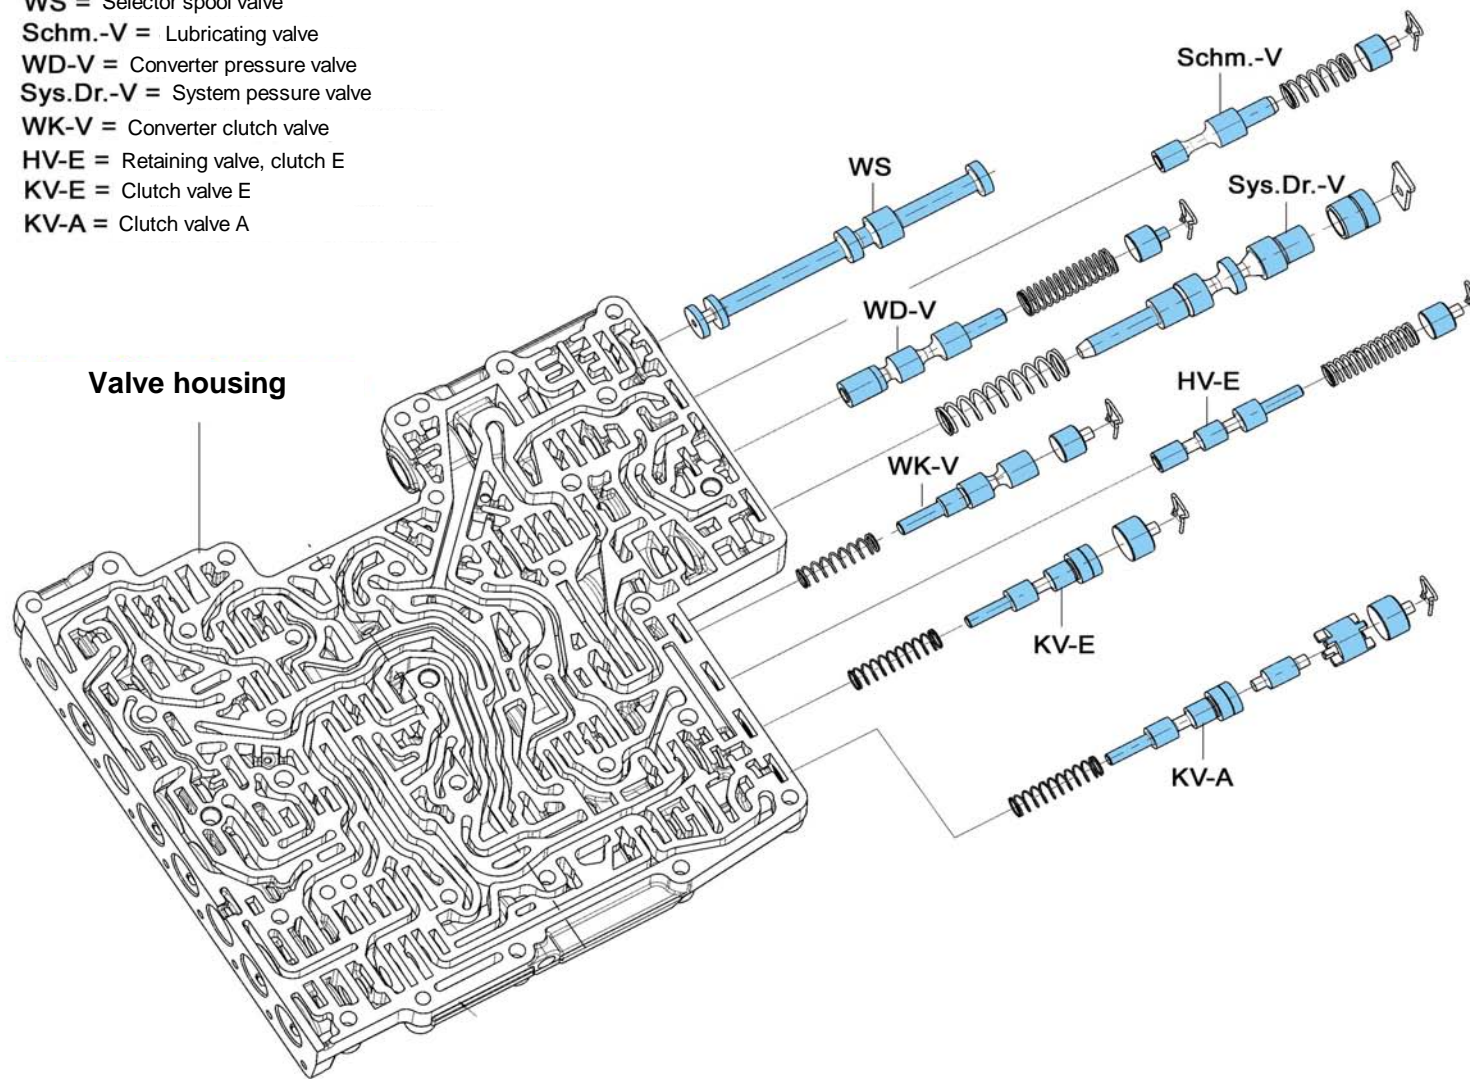 WS = Selector spool valve
Schm.-V = Lubricating valve
WD-V = Converter pressure valve
Sys.Dr.-V = System pessure valve
WK-V = Converter clutch valve
HV-E = Retaining valve, clutch E
KV-E = Clutch valve E
KV-A = Clutch valve A
Schm.-V
WS
Sys.Dr.-V
WD-V
Valve housing
HV-E
WK-V
KV-E
KV-A